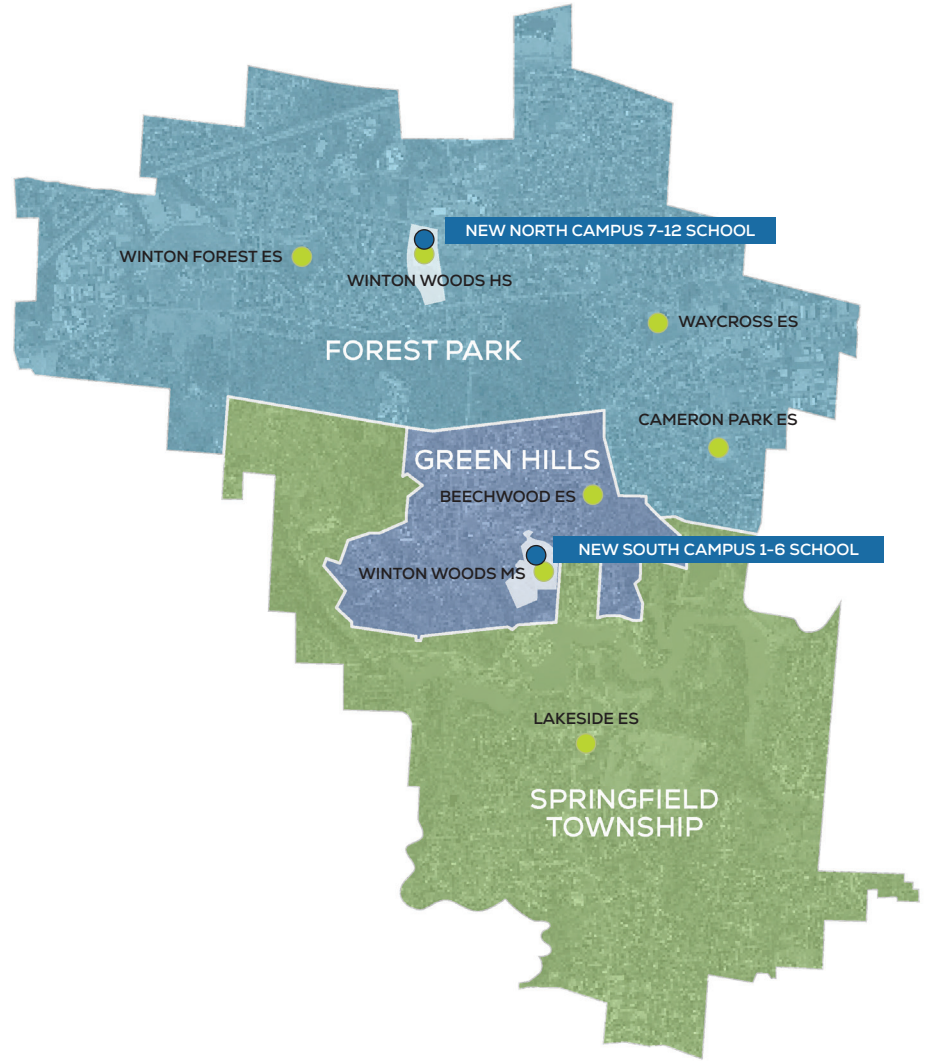 NEW NORTH CAMPUS 7-12 SCHOOL
WINTON FOREST ES
WINTON WOODS HS
WAYCROSS ES
FOREST PARK
CAMERON PARK ES
GREEN HILLS
BEECHWOOD ES
NEW SOUTH CAMPUS 1-6 SCHOOL
WINTON WOODS MS
LAKESIDE ES
SPRINGFIELD
TOWNSHIP